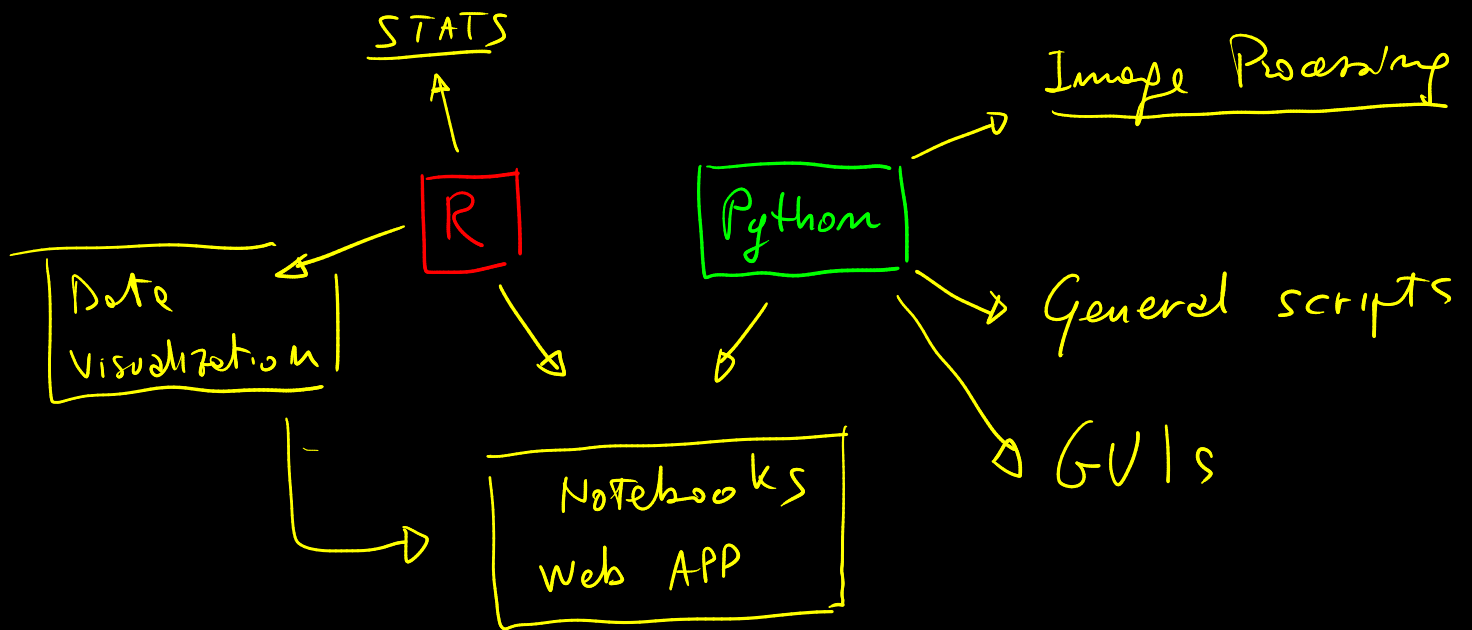 STATS
Image Processing
R
Python
Data
Visualization
General scripts
GUIs
Notebooks
Web APP